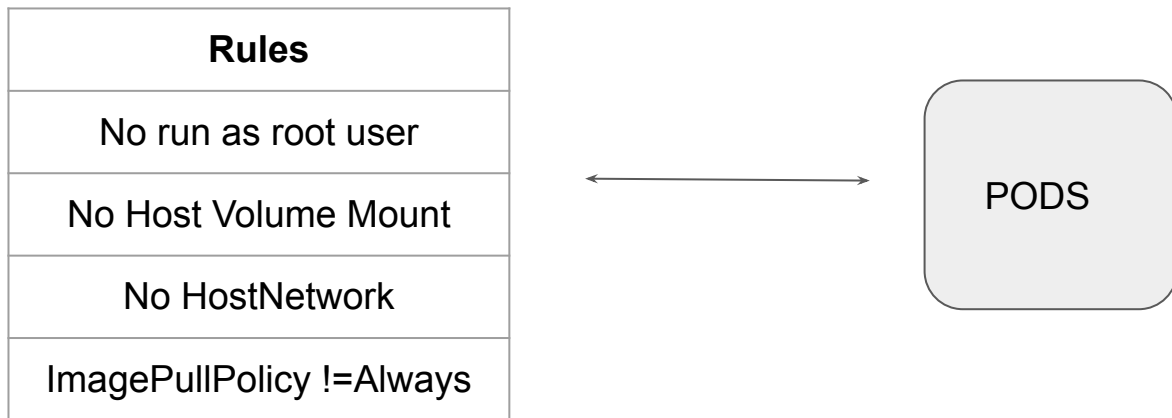 Rules
No run as root user
No Host Volume Mount
No HostNetwork
ImagePullPolicy !=Always
PODS